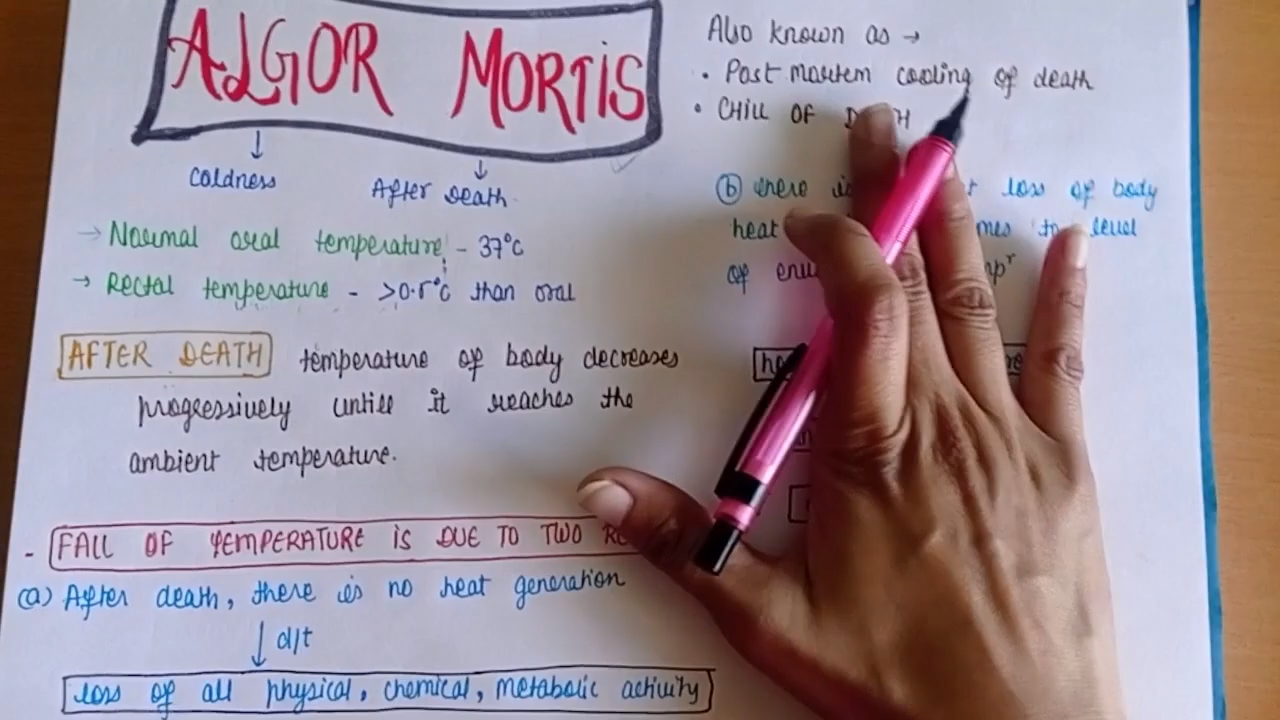 ALGOR MORTIS
Coldness
After Death
→ Normal oral temperature - 37°C
→ Rectal temperature - >0.5°C than oral
AFTER DEATH temperature of body decreases
progressively untill it reaches the
ambient temperature.
- FALL OF TEMPERATURE IS DUE TO TWO
(a) After death, there is no heat generation
↓ d/t
loss of all physical, chemical, metabolic activity
Also known as →
• Post mortem cooling of death
• CHILL OF
(b) there loss of body
heat level
of